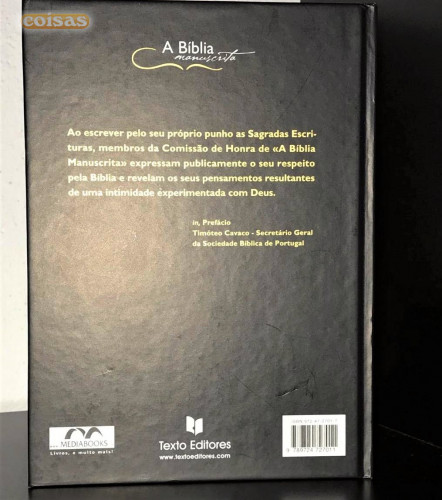 coisas
A Bíblia
manuscrita
Ao escrever pelo seu próprio punho as Sagradas Escri-
turas, membros da Comissão de Honra de «A Bíblia
Manuscrita» expressam publicamente o seu respeito
pela Bíblia e revelam os seus pensamentos resultantes
de uma intimidade experimentada com Deus.
in, Prefácio
Timóteo Cavaco - Secretário Geral
da Sociedade Bíblica de Portugal
... MEDIABOOKS
Livros, e muito mais!
Texto Editores
www.textoeditores.com
9 789724 727011